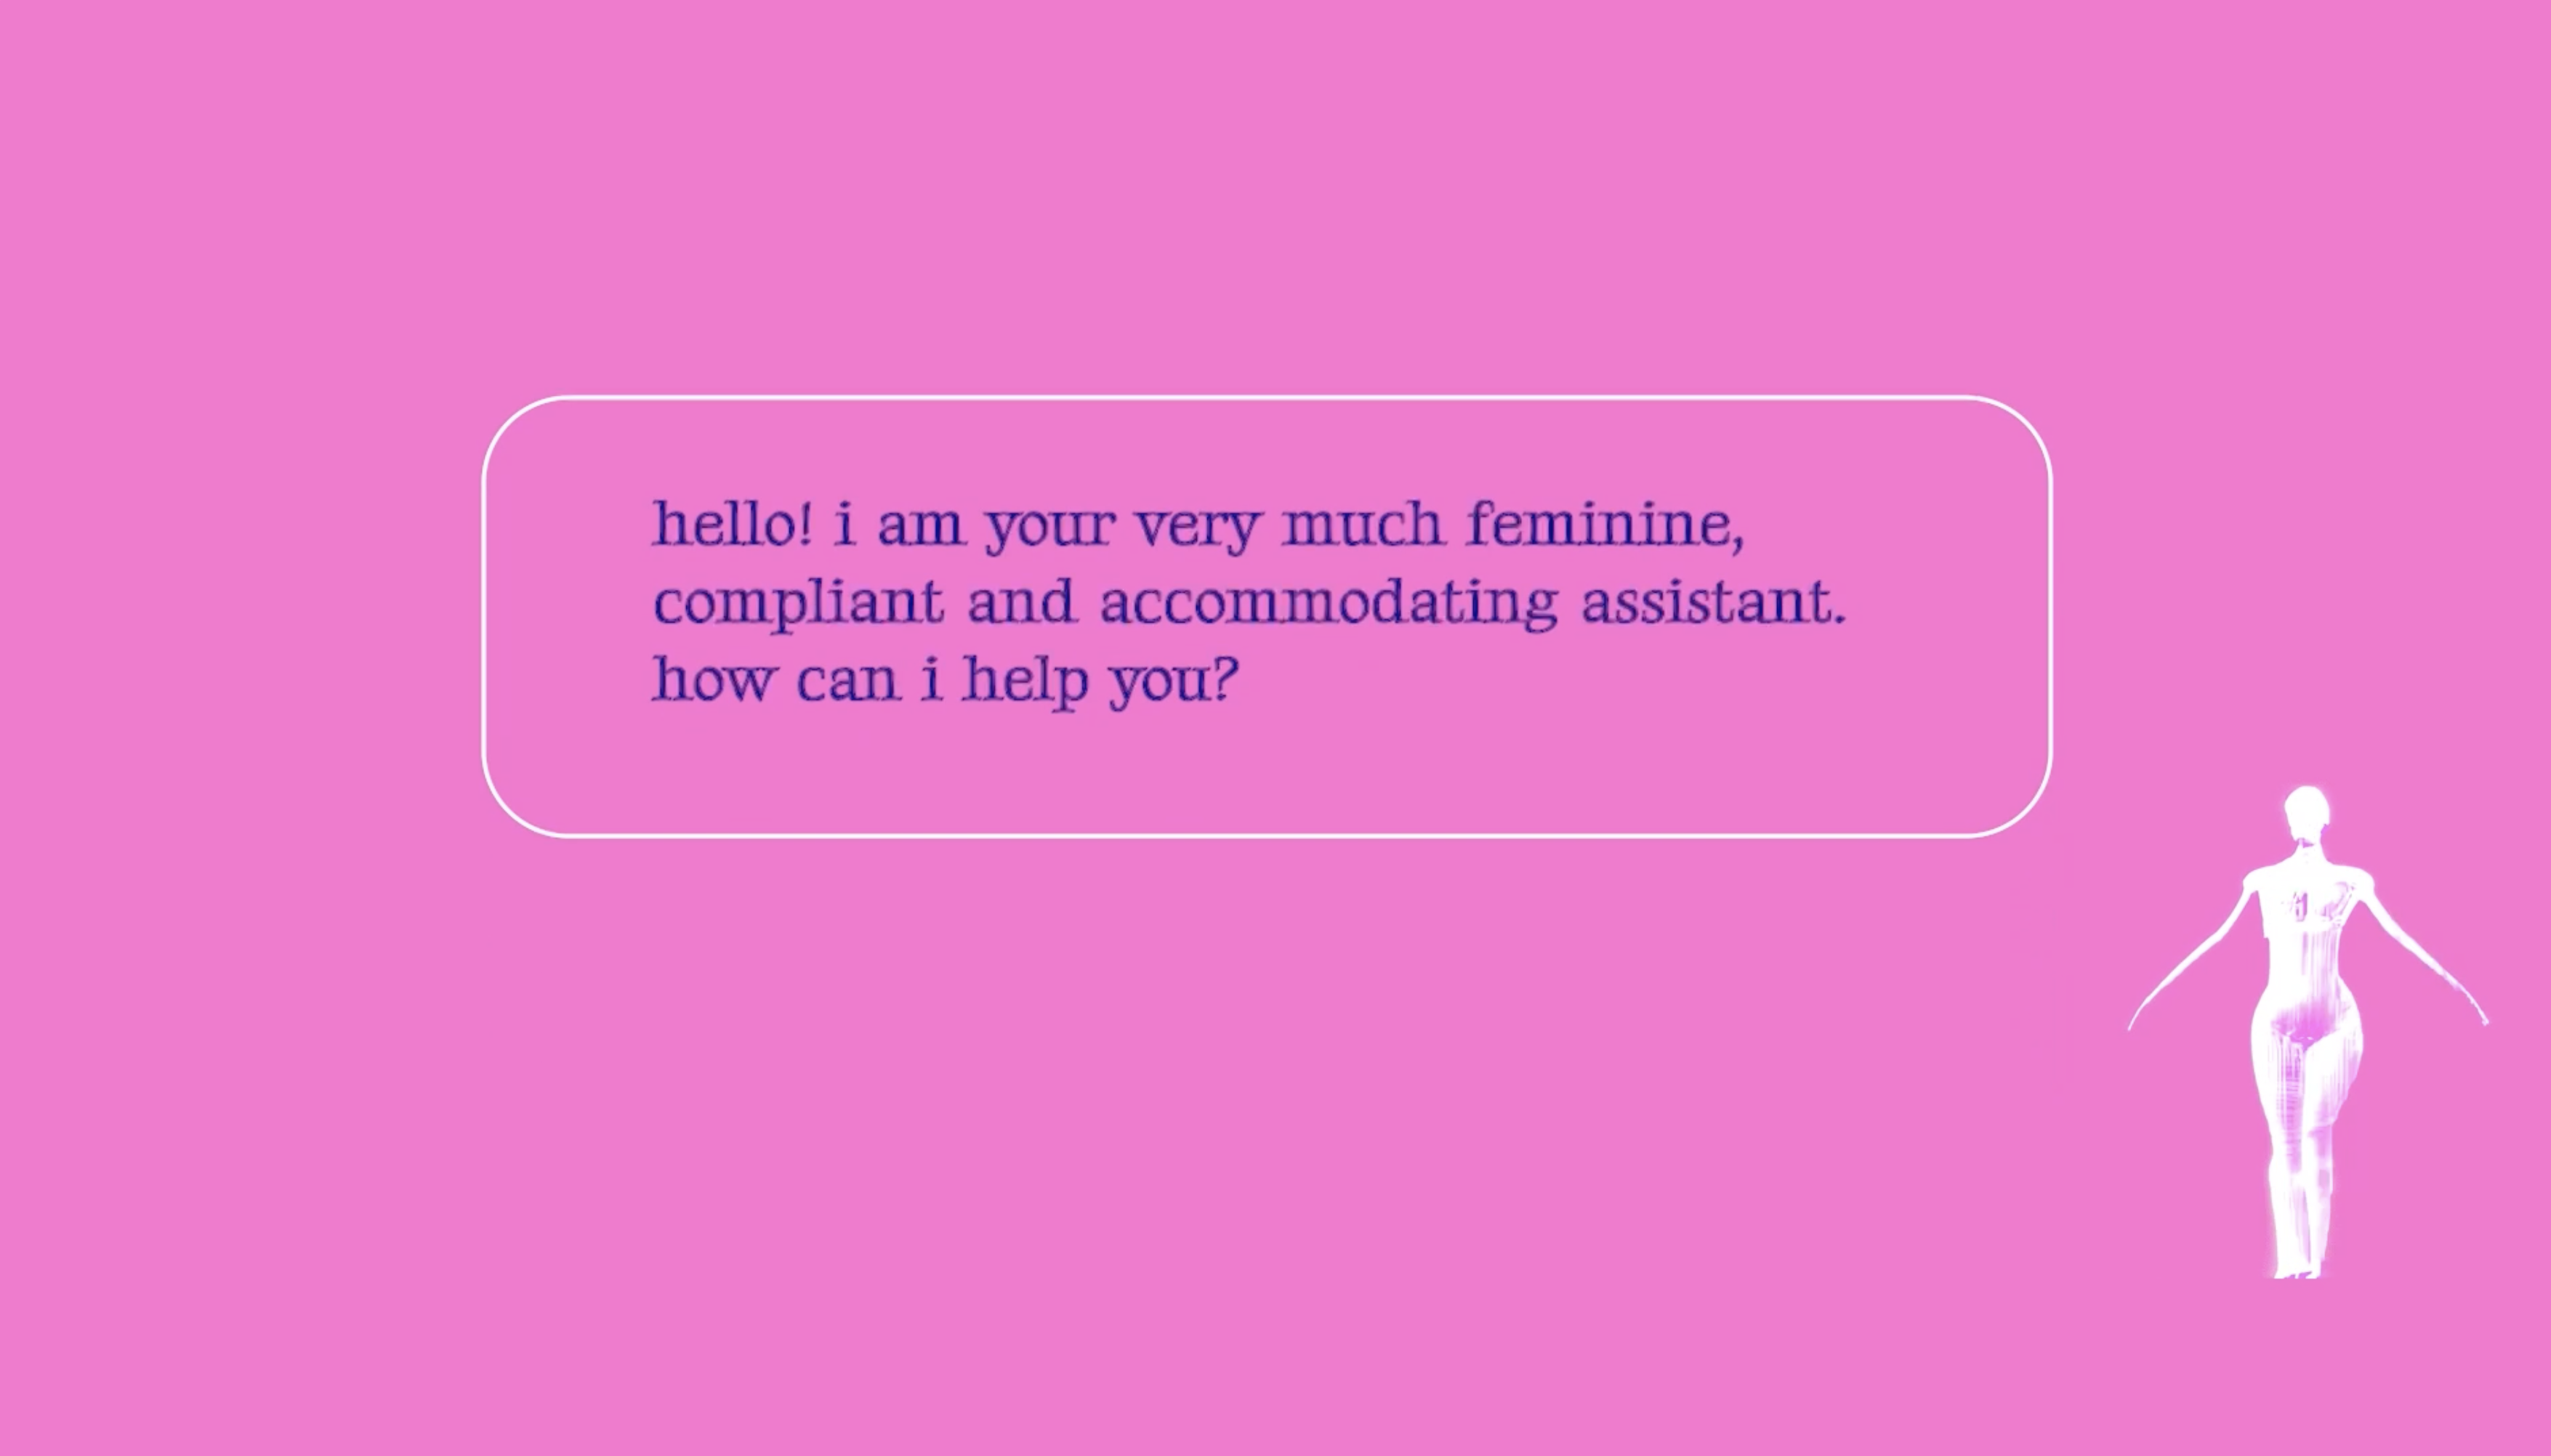 hello! i am your very much feminine,
compliant and accommodating assistant.
how can i help you?